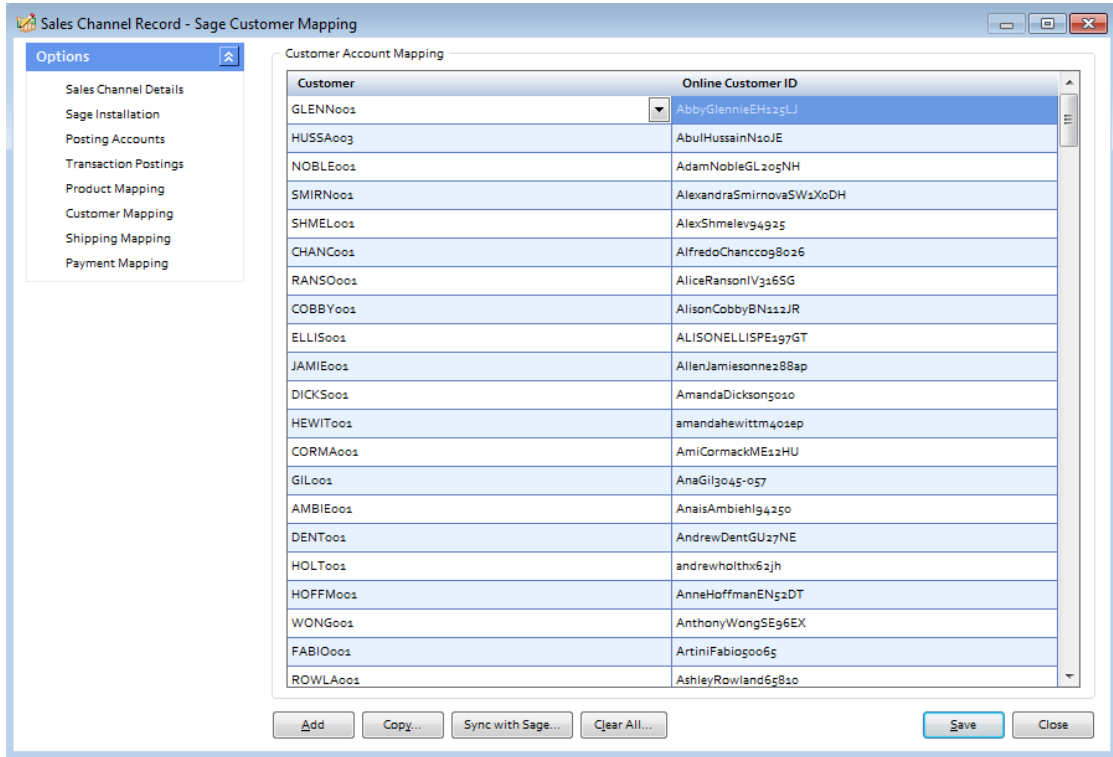 Sales Channel Record - Sage Customer Mapping
Options
Sales Channel Details
Sage Installation
Posting Accounts
Transaction Postings
Product Mapping
Customer Mapping
Shipping Mapping
Payment Mapping
Customer Account Mapping
Customer Online Customer ID
GLENN001 AbbyGlennieEH125LJ
HUSSA003 AbulHussainN10JE
NOBLE001 AdamNobleGL205NH
SMIRN001 AlexandraSmirnovaSW1X0DH
SHMEL001 AlexShmelev94925
CHANC001 AlfredoChancco98026
RANSO001 AliceRansonIV316SG
COBBY001 AlisonCobbyBN112JR
ELLIS001 ALISONELLISPE197GT
JAMIE001 AllenJamiesonne288ap
DICKS001 AmandaDickson5010
HEWIT001 amandahewittm401ep
CORMA001 AmiCormackME12HU
GIL001 AnaGil3045-057
AMBIE001 AnaisAmbiehl94250
DENT001 AndrewDentGU27NE
HOLT001 andrewholthx62jh
HOFFM001 AnneHoffmanEN52DT
WONG001 AnthonyWongSE96EX
FABIO001 ArtiniFabio50065
ROWLA001 AshleyRowland65810
Add Copy... Sync with Sage... Clear All... Save Close